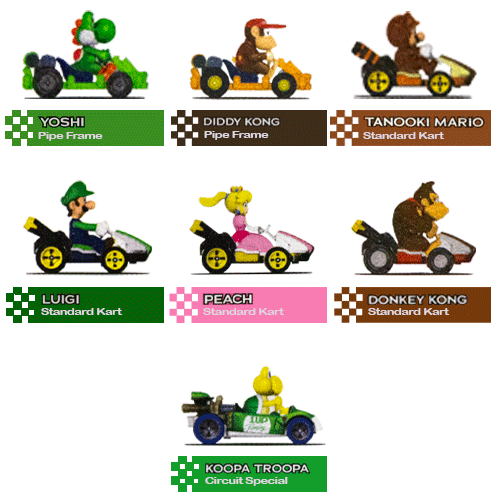 YOSHI
Pipe Frame
DIDDY KONG
Pipe Frame
TANOOKI MARIO
Standard Kart
LUIGI
Standard Kart
PEACH
Standard Kart
DONKEY KONG
Standard Kart
KOOPA TROOPA
Circuit Special